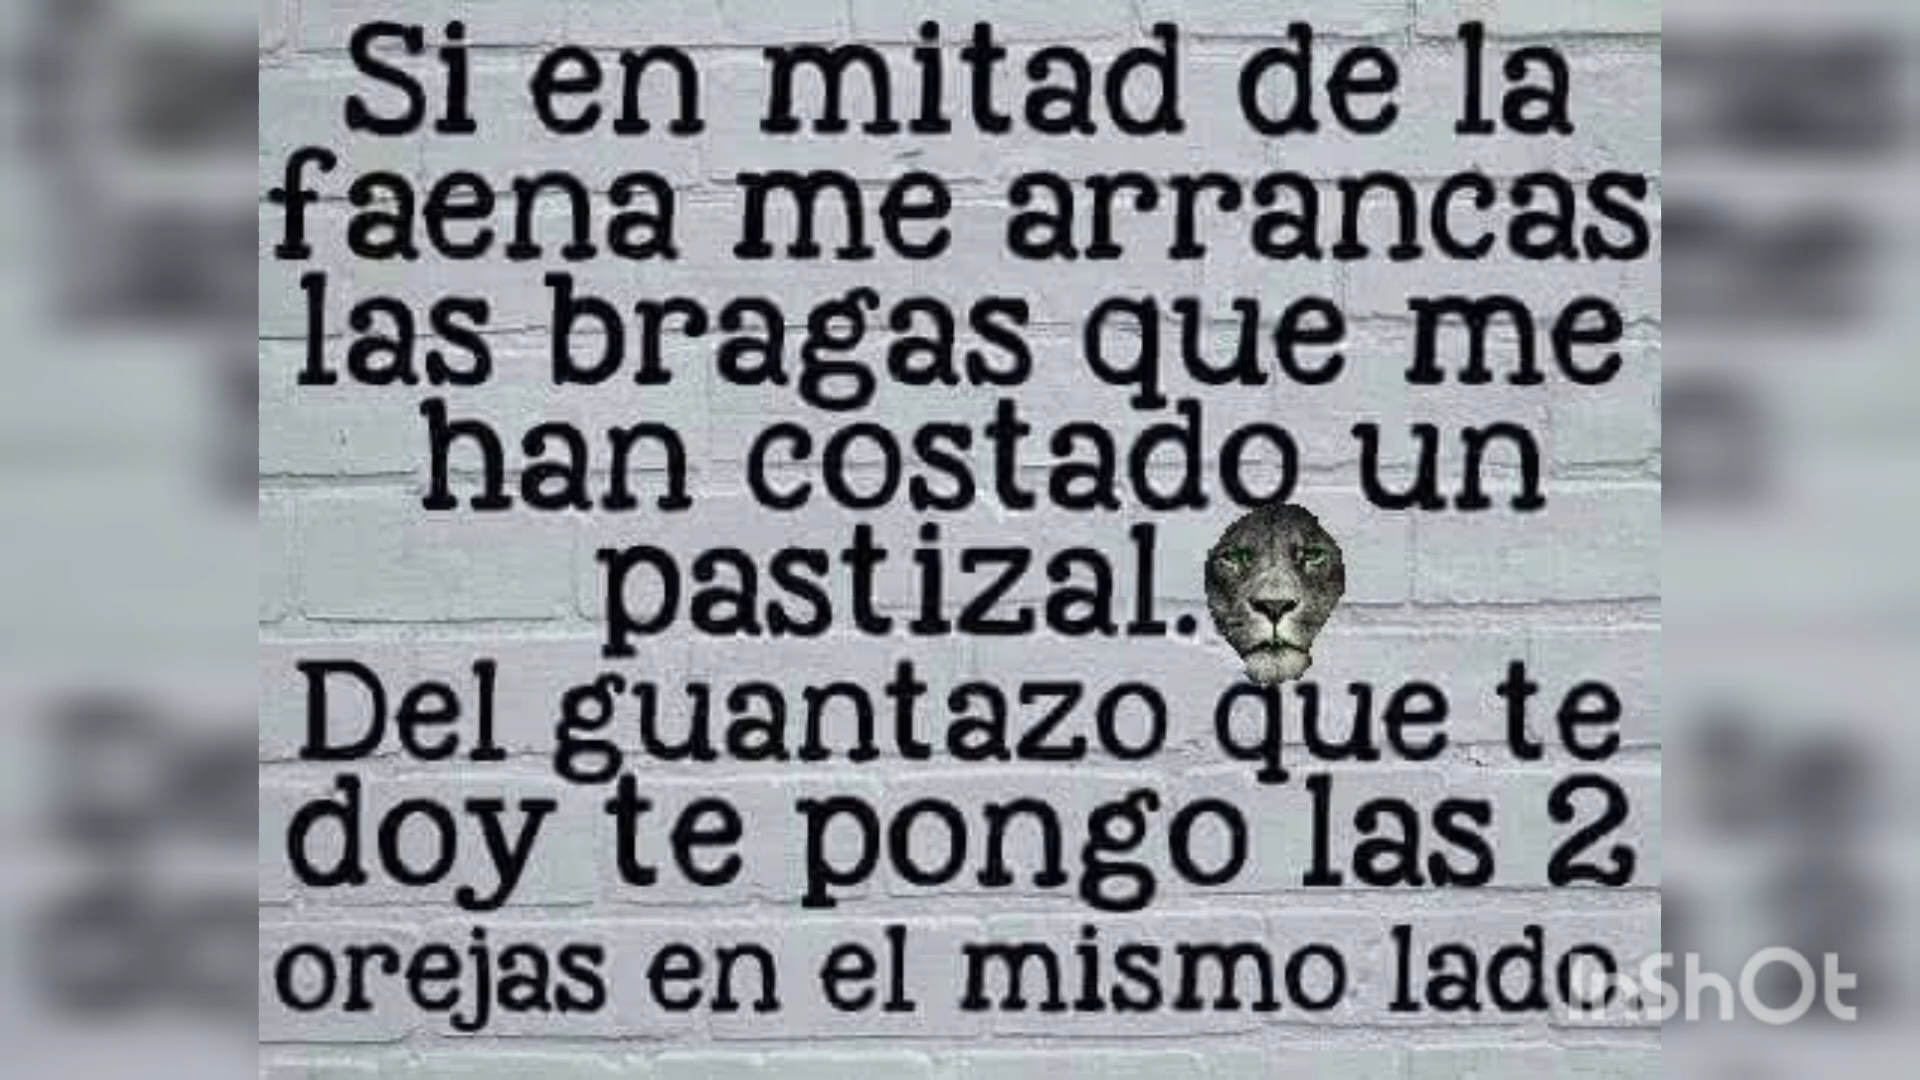 Si en mitad de la
faena me arrancas
las bragas que me
han costado un
pastizal.
Del guantazo que te
doy te pongo las 2
orejas en el mismo lado.
InShOt